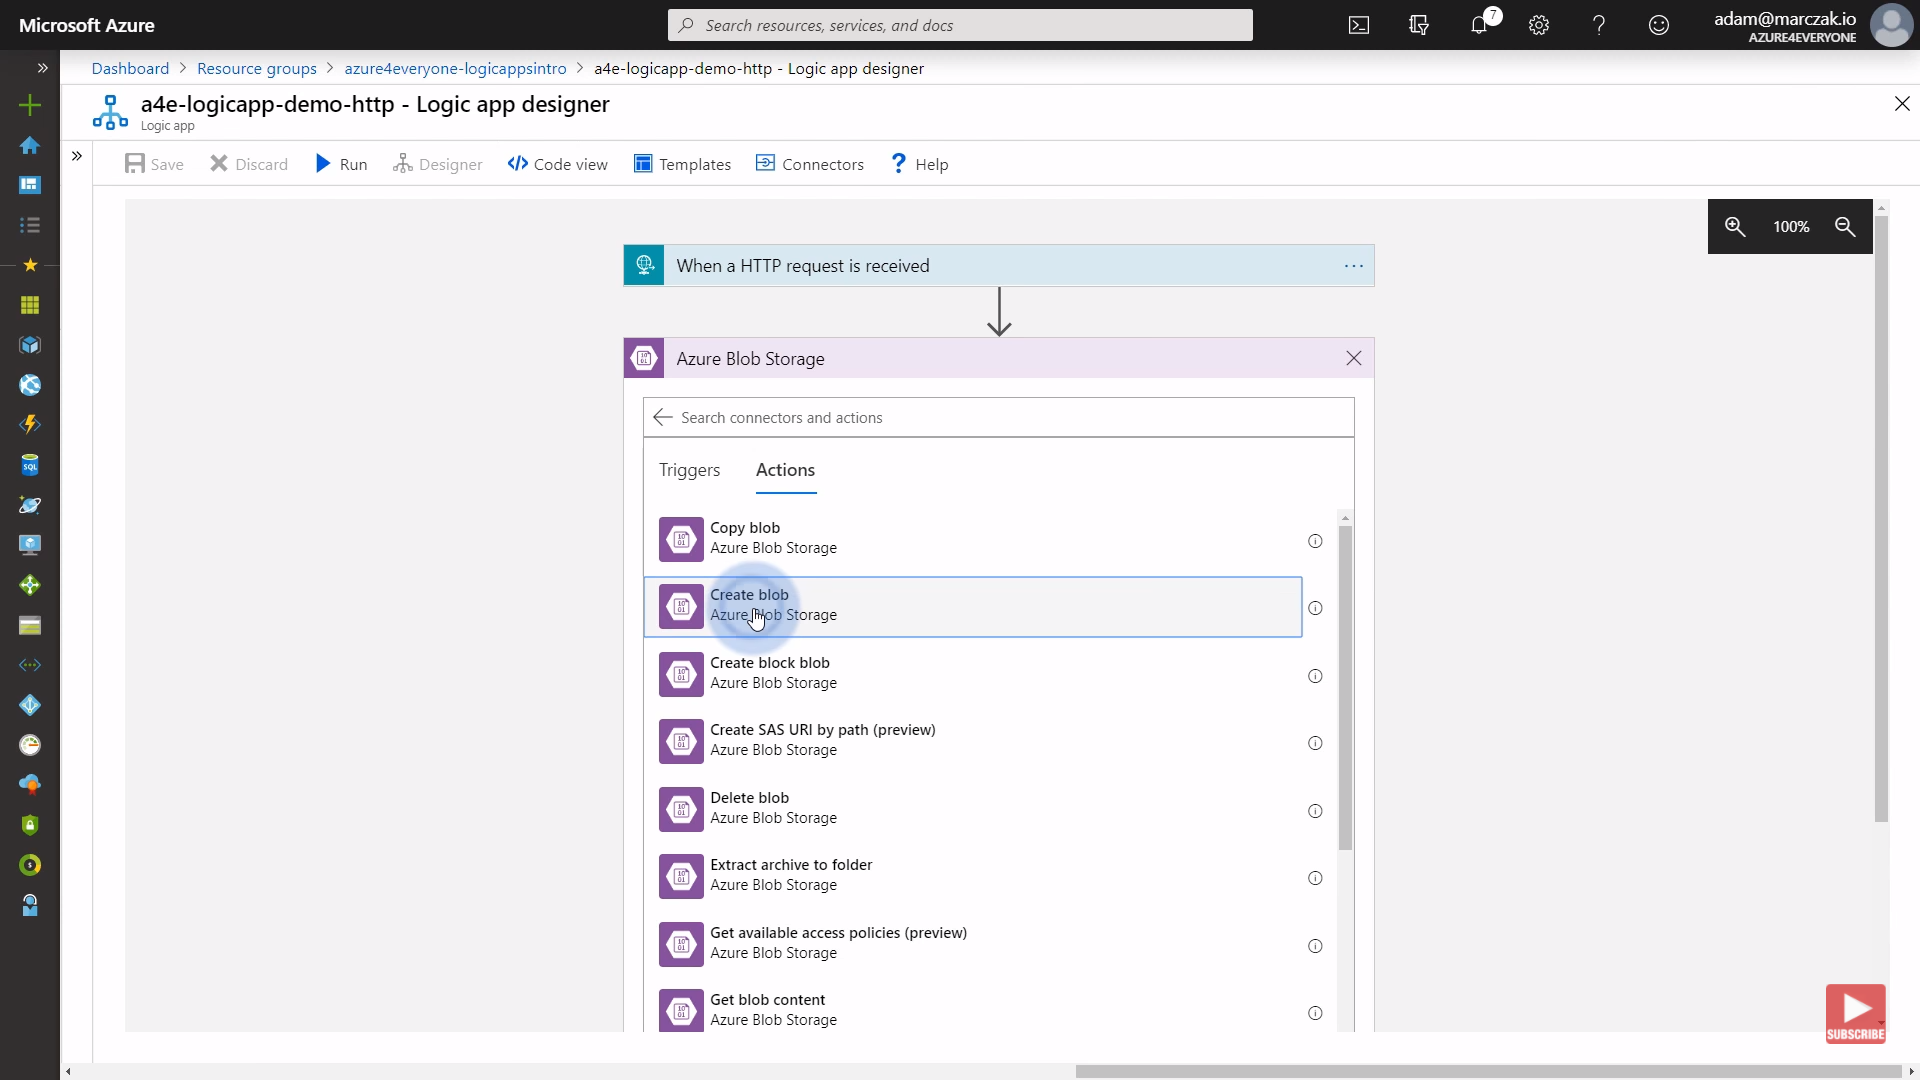 Microsoft Azure
Search resources, services, and docs
7
adam@marczak.io
AZURE4EVERYONE
Dashboard > Resource groups > azure4everyone-logicappsintro > a4e-logicapp-demo-http - Logic app designer
a4e-logicapp-demo-http - Logic app designer
Logic app
Save
Discard
Run
Designer
Code view
Templates
Connectors
Help
100%
When a HTTP request is received
Azure Blob Storage
Search connectors and actions
Triggers
Actions
Copy blob
Azure Blob Storage
Create blob
Azure Blob Storage
Create block blob
Azure Blob Storage
Create SAS URI by path (preview)
Azure Blob Storage
Delete blob
Azure Blob Storage
Extract archive to folder
Azure Blob Storage
Get available access policies (preview)
Azure Blob Storage
Get blob content
Azure Blob Storage
SQL
SUBSCRIBE